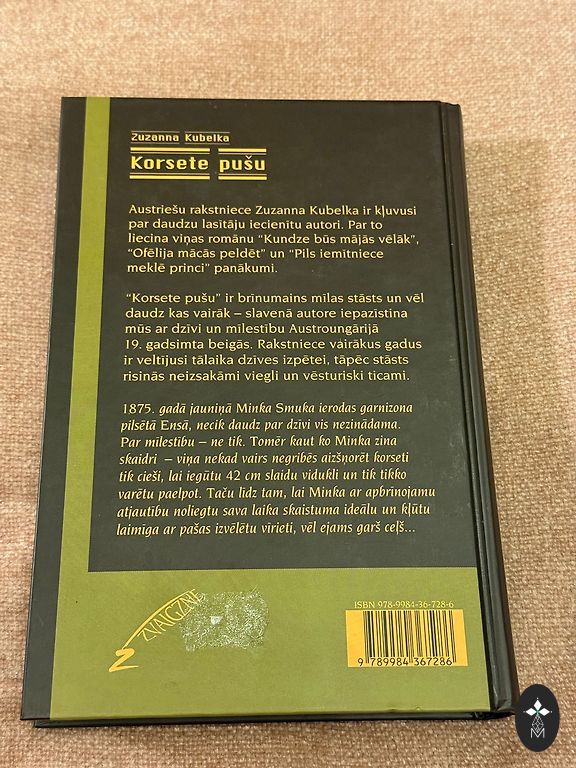 Zuzanna Kubelka
Korsete pušu
Austriešu rakstniece Zuzanna Kubelka ir kļuvusi
par daudzu lasītāju iecienītu autori. Par to
liecina viņas romānu “Kundze būs mājās vēlāk”,
“Ofēlija mācās peldēt” un “Pils iemītniece
meklē princi” panākumi.
“Korsete pušu” ir brīnumains mīlas stāsts un vēl
daudz kas vairāk – slavenā autore iepazīstina
mūs ar dzīvi un mīlestību Austroungārijā
19. gadsimta beigās. Rakstniece vairākus gadus
ir veltījusi tālaika dzīves izpētei, tāpēc stāsts
risinās neizsakāmi viegli un vēsturiski ticami.
1875. gadā jauniņā Minka Smuka ierodas garnizona
pilsētā Ensā, necik daudz par dzīvi vis nezinādama.
Par mīlestību – ne tik. Tomēr kaut ko Minka zina
skaidri – viņa nekad vairs negribēs aizšņorēt korseti
tik cieši, lai iegūtu 42 cm slaidu vidukli un tik tikko
varētu paelpot. Taču līdz tam, lai Minka ar apbrīnojamu
atjautību noliegtu sava laika skaistuma ideālu un kļūtu
laimīga ar pašas izvēlētu vīrieti, vēl ejams garš ceļš...
ZVAIGZNE
ISBN 978-9984-36-728-6
9 789984 367286
M